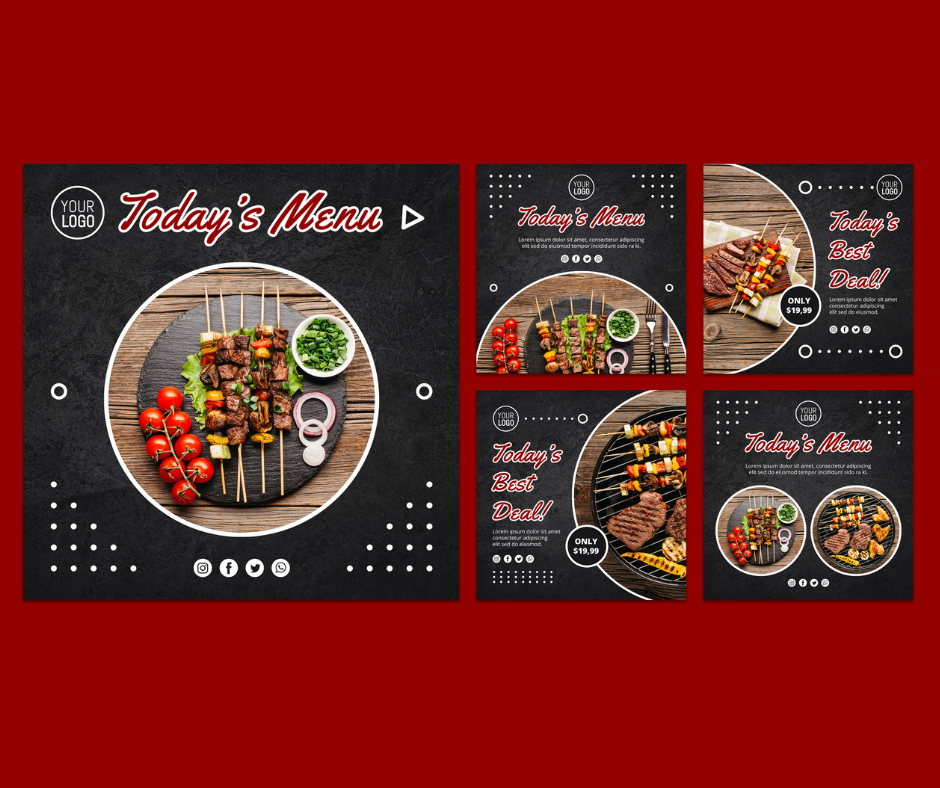 YOUR
LOGO
Today's Menu
YOUR
LOGO
Today's Menu
Lorem ipsum dolor sit amet, consectetur adipiscing
elit sed do eiusmod tempor incididunt side ra ki.
YOUR
LOGO
Today's
Best
Deal!
ONLY
$19,99
Lorem ipsum dolor sit amet
consectetur adipiscing
elit sed do eiusmod.
YOUR
LOGO
Today's
Best
Deal!
Lorem ipsum dolor sit amet
consectetur adipiscing
elit sed do eiusmod.
ONLY
$19,99
YOUR
LOGO
Today's Menu
Lorem ipsum dolor sit amet, consectetur adipiscing
elit sed do eiusmod tempor incididunt side ra ki.